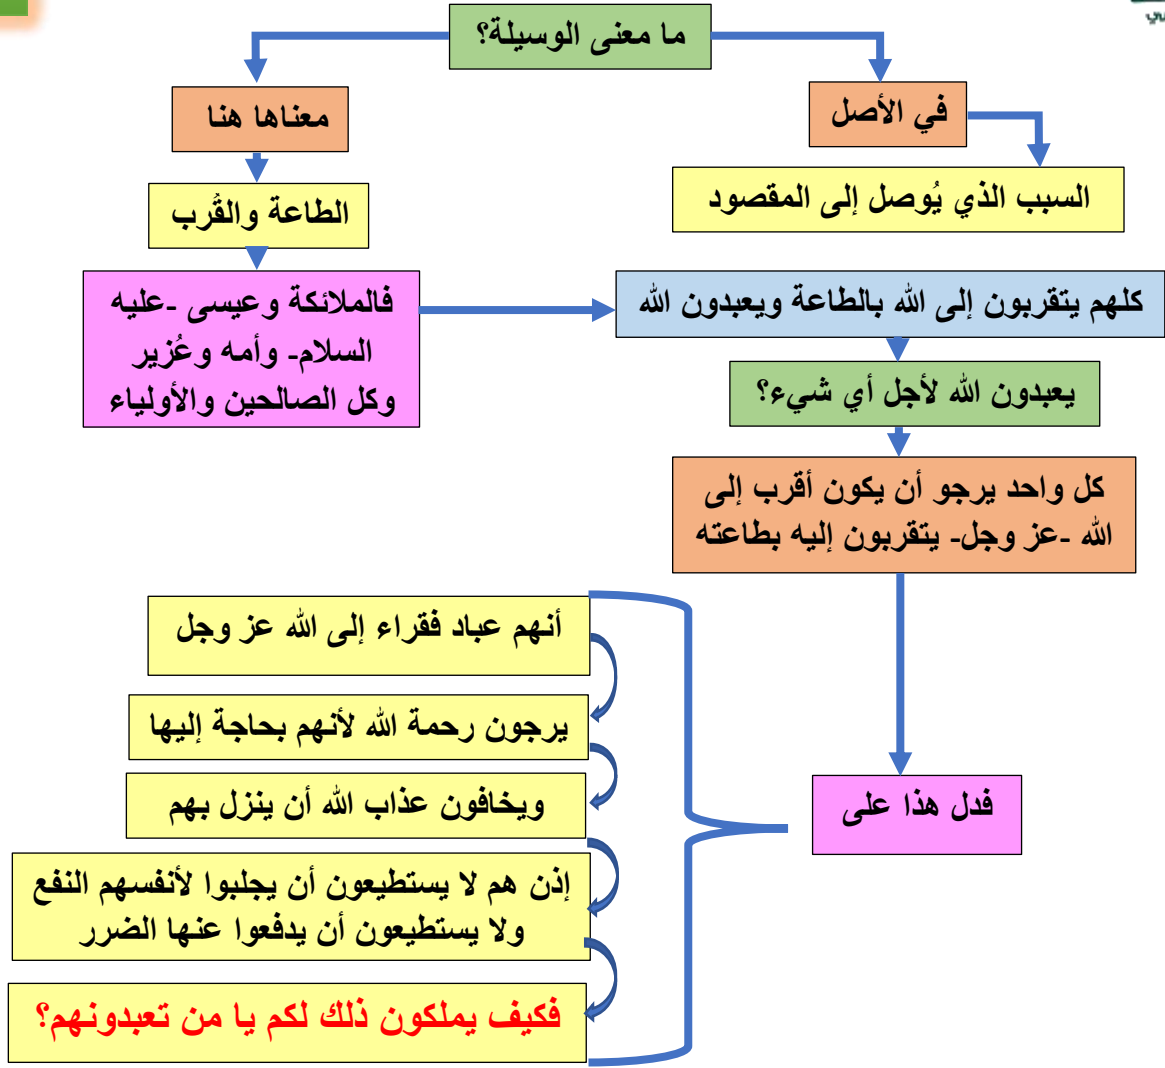 ما معنى الوسيلة؟
في الأصل
السبب الذي يُوصل إلى المقصود
معناها هنا
الطاعة والقُرب
فالملائكة وعيسى -عليه
السلام- وأمه وعُزير
وكل الصالحين والأولياء
كلهم يتقربون إلى الله بالطاعة ويعبدون الله
يعبدون الله لأجل أي شيء؟
كل واحد يرجو أن يكون أقرب إلى
الله -عز وجل- يتقربون إليه بطاعته
فدل هذا على
أنهم عباد فقراء إلى الله عز وجل
يرجون رحمة الله لأنهم بحاجة إليها
ويخافون عذاب الله أن ينزل بهم
إذن هم لا يستطيعون أن يجلبوا لأنفسهم النفع
ولا يستطيعون أن يدفعوا عنها الضرر
فكيف يملكون ذلك لكم يا من تعبدونهم؟